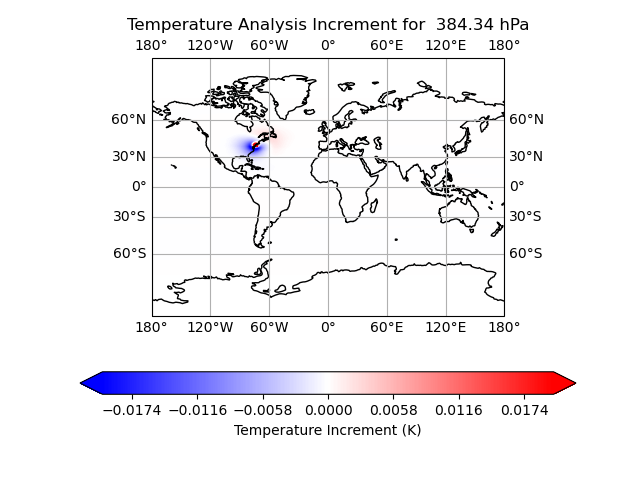 Temperature Analysis Increment for  384.34 hPa
180° 120°W 60°W 0° 60°E 120°E 180°
60°N 60°N
30°N 30°N
0° 0°
30°S 30°S
60°S 60°S
180° 120°W 60°W 0° 60°E 120°E 180°
−0.0174 −0.0116 −0.0058 0.0000 0.0058 0.0116 0.0174
Temperature Increment (K)